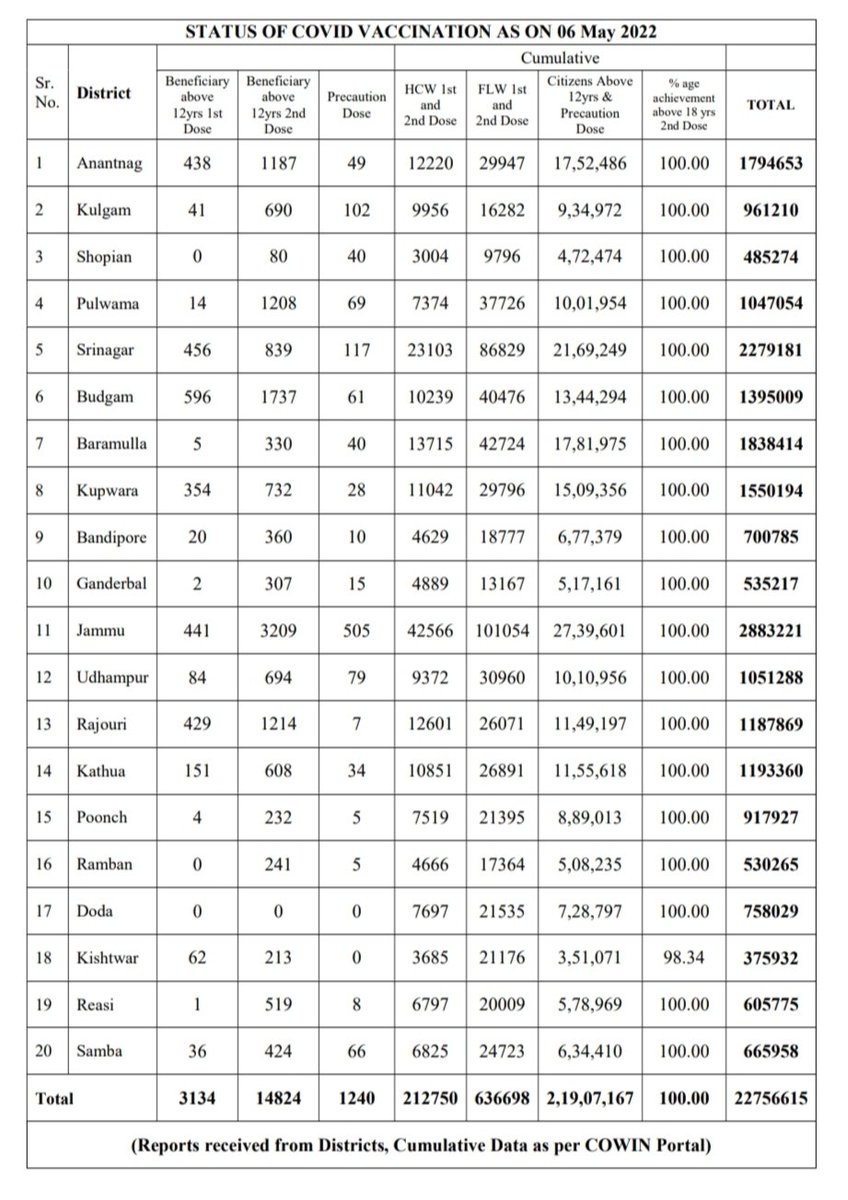 STATUS OF COVID VACCINATION AS ON 06 May 2022
Cumulative
Sr. No. District Beneficiary above 12yrs 1st Dose Beneficiary above 12yrs 2nd Dose Precaution Dose HCW 1st and 2nd Dose FLW 1st and 2nd Dose Citizens Above 12yrs & Precaution Dose % age achievement above 18 yrs 2nd Dose TOTAL
1 Anantnag 438 1187 49 12220 29947 17,52,486 100.00 1794653
2 Kulgam 41 690 102 9956 16282 9,34,972 100.00 961210
3 Shopian 0 80 40 3004 9796 4,72,474 100.00 485274
4 Pulwama 14 1208 69 7374 37726 10,01,954 100.00 1047054
5 Srinagar 456 839 117 23103 86829 21,69,249 100.00 2279181
6 Budgam 596 1737 61 10239 40476 13,44,294 100.00 1395009
7 Baramulla 5 330 40 13715 42724 17,81,975 100.00 1838414
8 Kupwara 354 732 28 11042 29796 15,09,356 100.00 1550194
9 Bandipore 20 360 10 4629 18777 6,77,379 100.00 700785
10 Ganderbal 2 307 15 4889 13167 5,17,161 100.00 535217
11 Jammu 441 3209 505 42566 101054 27,39,601 100.00 2883221
12 Udhampur 84 694 79 9372 30960 10,10,956 100.00 1051288
13 Rajouri 429 1214 7 12601 26071 11,49,197 100.00 1187869
14 Kathua 151 608 34 10851 26891 11,55,618 100.00 1193360
15 Poonch 4 232 5 7519 21395 8,89,013 100.00 917927
16 Ramban 0 241 5 4666 17364 5,08,235 100.00 530265
17 Doda 0 0 0 7697 21535 7,28,797 100.00 758029
18 Kishtwar 62 213 0 3685 21176 3,51,071 98.34 375932
19 Reasi 1 519 8 6797 20009 5,78,969 100.00 605775
20 Samba 36 424 66 6825 24723 6,34,410 100.00 665958
Total 3134 14824 1240 212750 636698 2,19,07,167 100.00 22756615
(Reports received from Districts, Cumulative Data as per COWIN Portal)